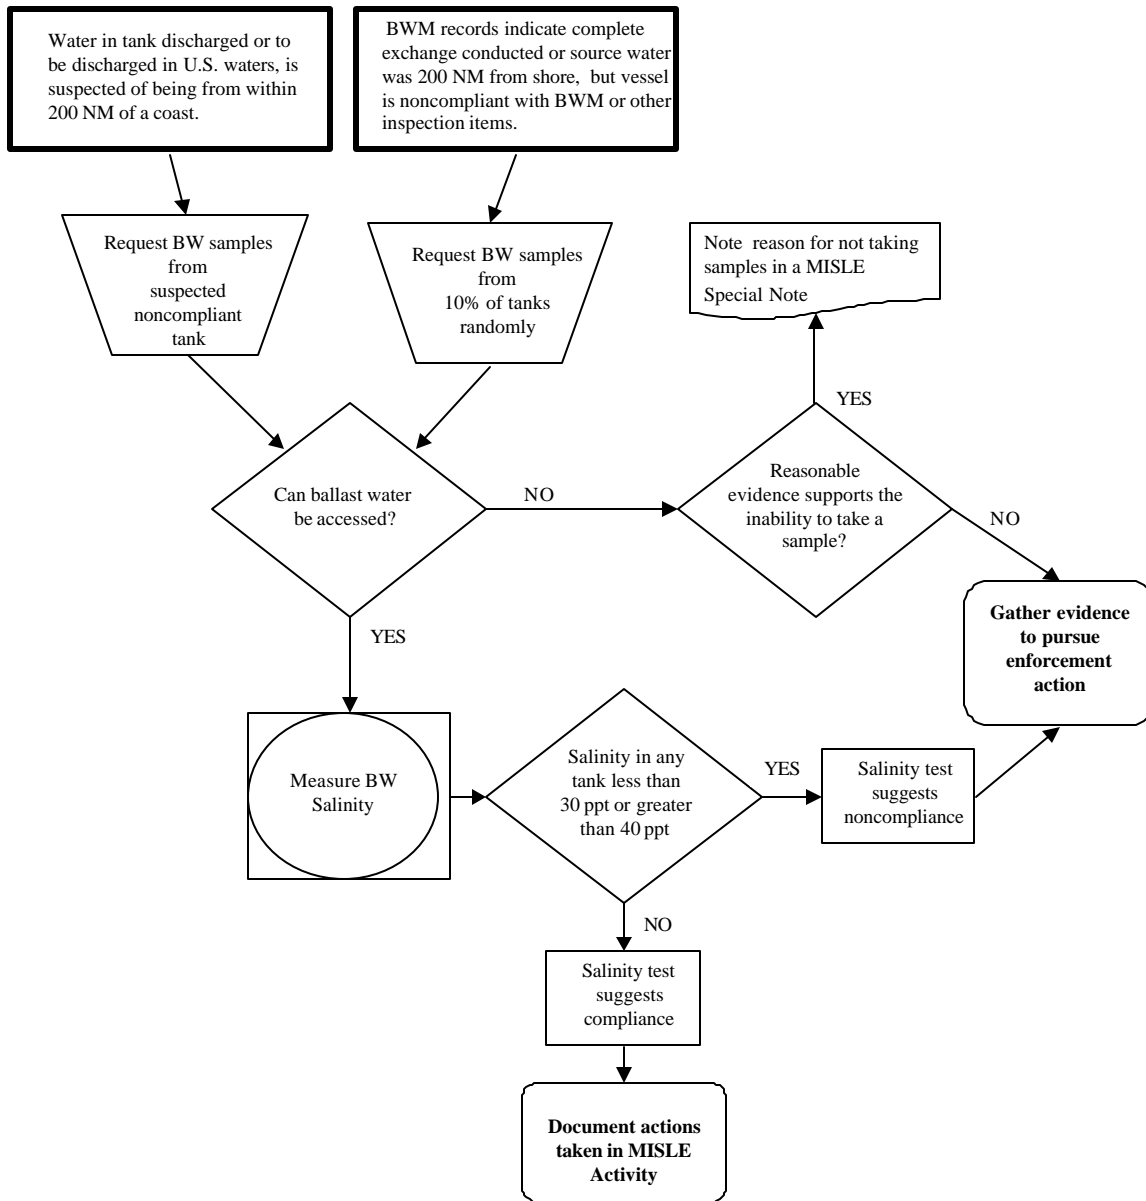 Water in tank discharged or to
be discharged in U.S. waters, is
suspected of being from within
200 NM of a coast.
BWM records indicate complete
exchange conducted or source water
was 200 NM from shore, but vessel
is noncompliant with BWM or other
inspection items.
Request BW samples
from
suspected
noncompliant
tank
Request BW samples
from
10% of tanks
randomly
Note reason for not taking
samples in a MISLE
Special Note
YES
Can ballast water
be accessed?
NO
Reasonable
evidence supports the
inability to take a
sample?
NO
YES
Gather evidence
to pursue
enforcement
action
Measure BW
Salinity
Salinity in any
tank less than
30 ppt or greater
than 40 ppt
YES
Salinity test
suggests
noncompliance
NO
Salinity test
suggests
compliance
Document actions
taken in MISLE
Activity